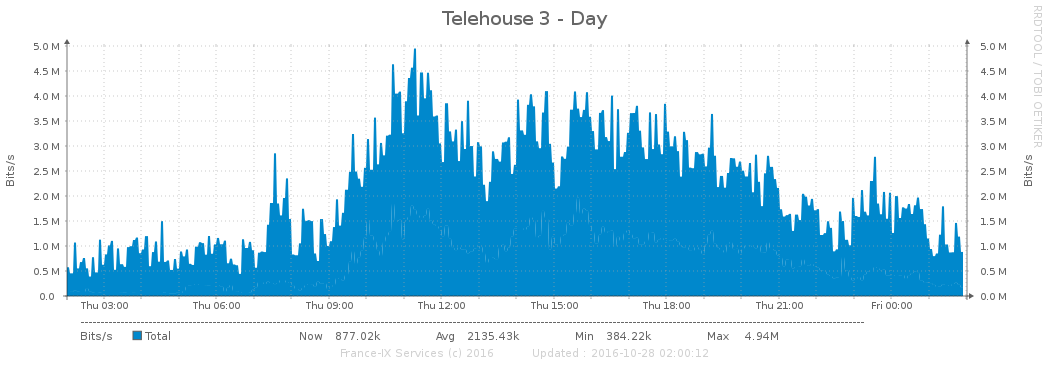 Telehouse 3 - Day
RRDTOOL / TOBI OETIKER
Bits/s
5.0 M 5.0 M
4.5 M 4.5 M
4.0 M 4.0 M
3.5 M 3.5 M
3.0 M 3.0 M
2.5 M 2.5 M
2.0 M 2.0 M
1.5 M 1.5 M
1.0 M 1.0 M
0.5 M 0.5 M
0.0 0.0 M
Bits/s
Thu 03:00 Thu 06:00 Thu 09:00 Thu 12:00 Thu 15:00 Thu 18:00 Thu 21:00 Fri 00:00
Bits/s Total Now 877.02k Avg 2135.43k Min 384.22k Max 4.94M
France-IX Services (c) 2016 Updated : 2016-10-28 02:00:12